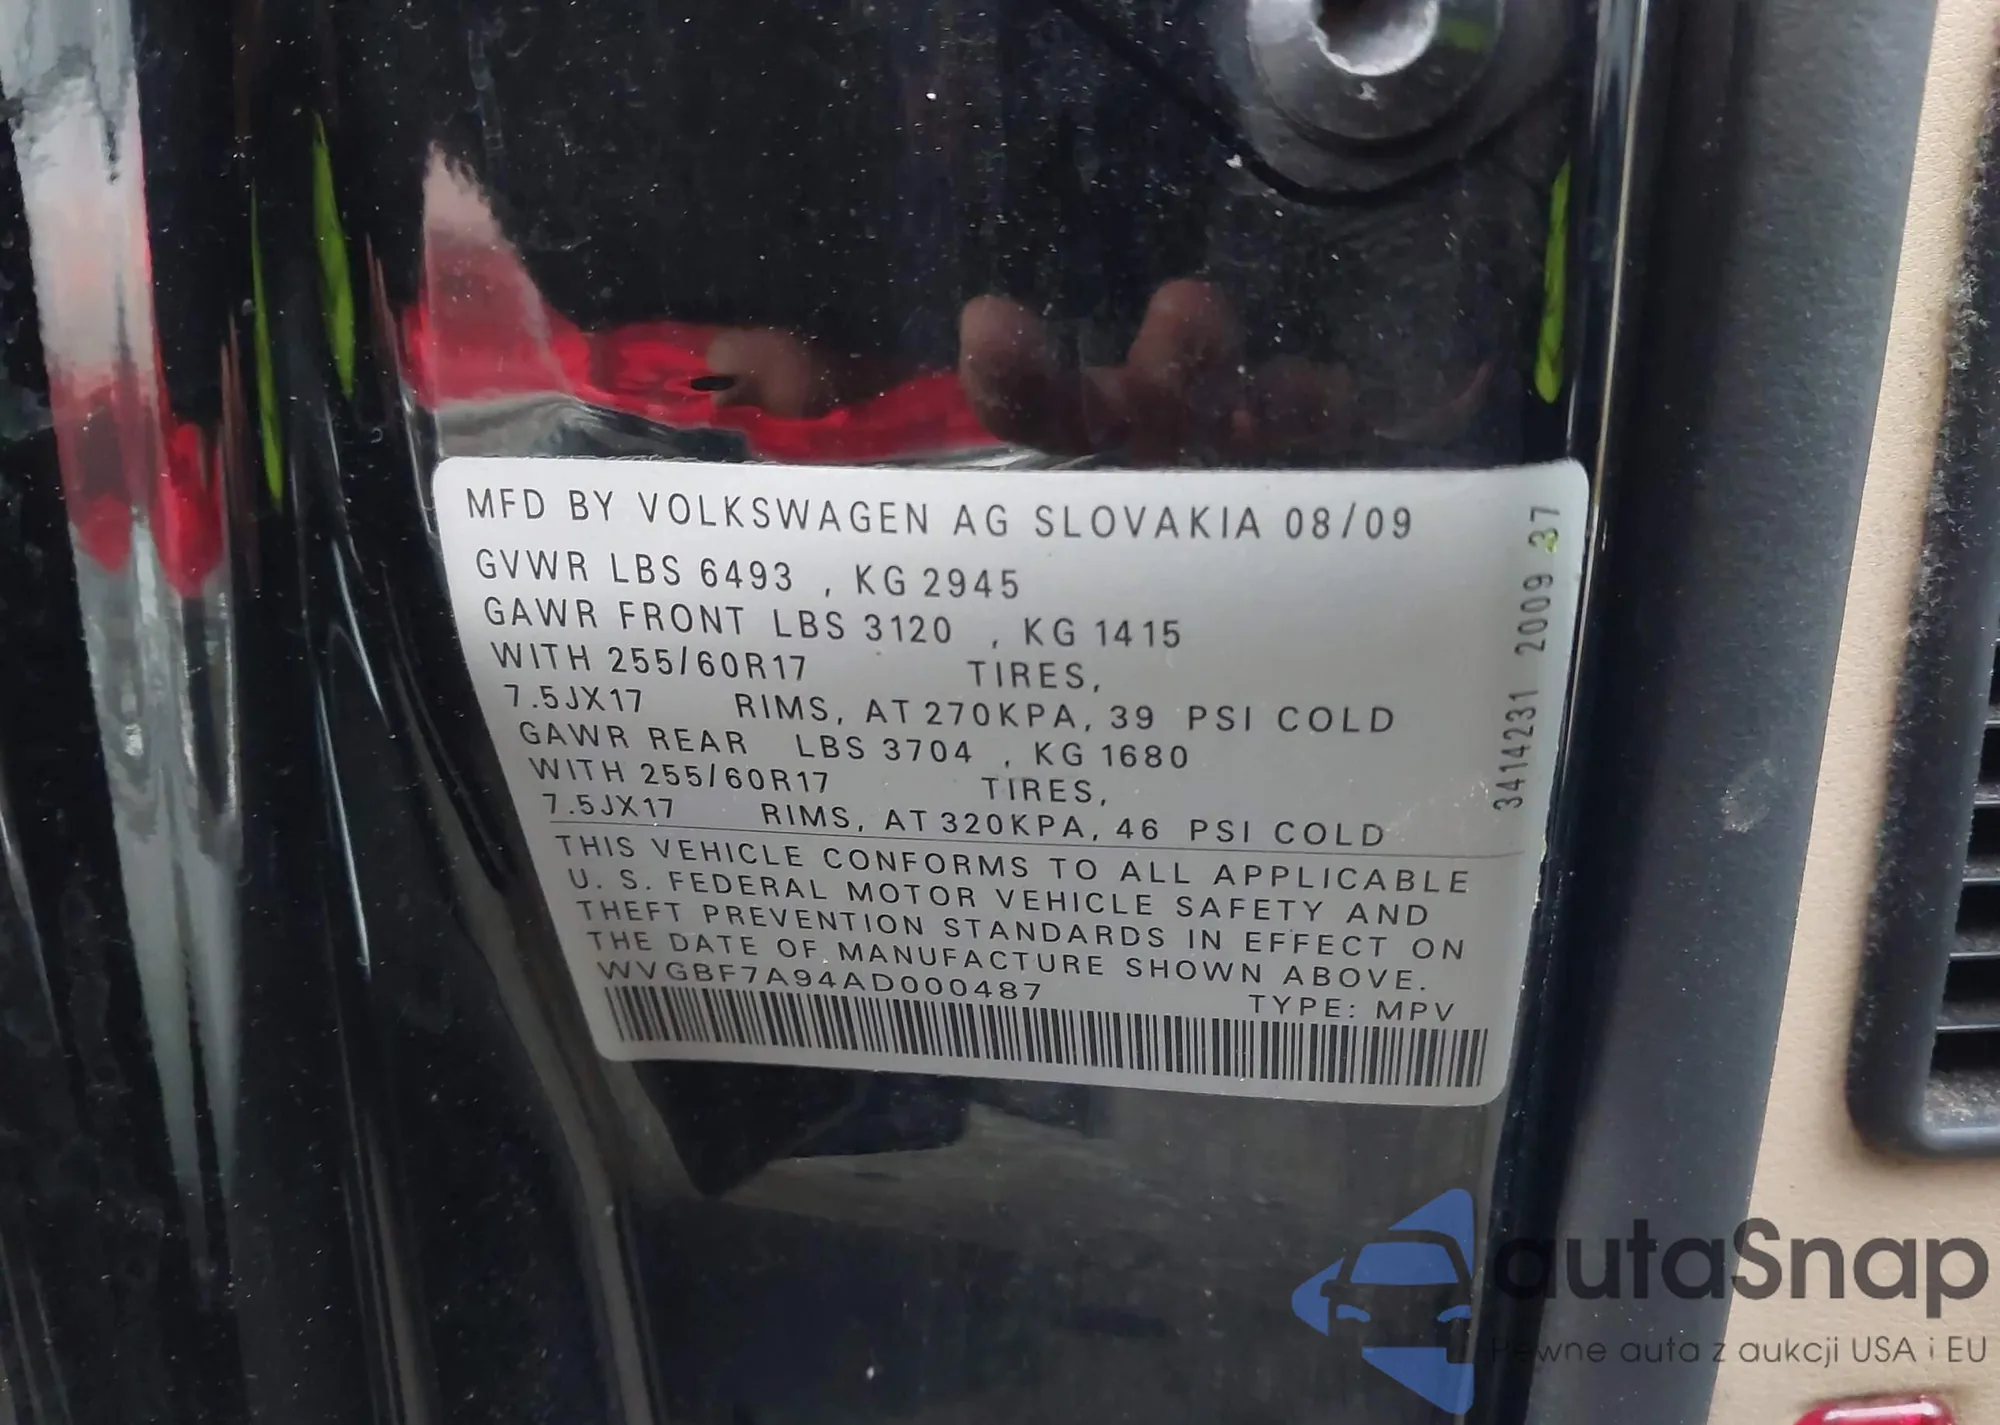 MFD BY VOLKSWAGEN AG SLOVAKIA 08/09
GVWR LBS 6493 , KG 2945
GAWR FRONT LBS 3120 , KG 1415
WITH 255/60R17 TIRES,
7.5JX17 RIMS, AT 270KPA, 39 PSI COLD
GAWR REAR LBS 3704 , KG 1680
WITH 255/60R17 TIRES,
7.5JX17 RIMS, AT 320KPA, 46 PSI COLD
THIS VEHICLE CONFORMS TO ALL APPLICABLE
U. S. FEDERAL MOTOR VEHICLE SAFETY AND
THEFT PREVENTION STANDARDS IN EFFECT ON
THE DATE OF MANUFACTURE SHOWN ABOVE.
WVGBF7A94AD000487 TYPE: MPV
3414231 2009 37
autaSnap
Pewne auta z aukcji USA i EU